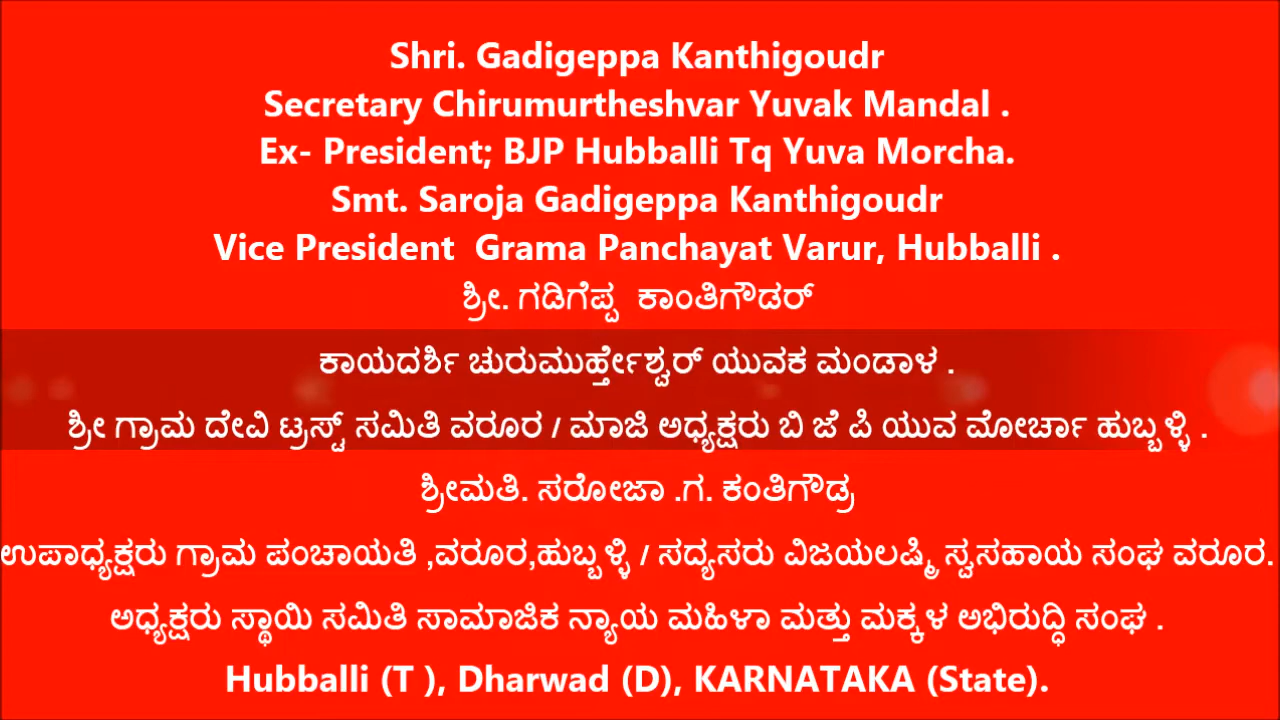 Shri. Gadigeppa Kanthigoudr
Secretary Chirumurtheshvar Yuvak Mandal .
Ex- President; BJP Hubballi Tq Yuva Morcha.
Smt. Saroja Gadigeppa Kanthigoudr
Vice President  Grama Panchayat Varur, Hubballi .
ಶ್ರೀ. ಗಡಿಗೆಪ್ಪ  ಕಾಂತಿಗೌಡರ್
ಕಾಯದರ್ಶಿ ಚುರುಮುರ್ತ್ಹೇಶ್ವರ್ ಯುವಕ ಮಂಡಾಳ .
ಶ್ರೀ ಗ್ರಾಮ ದೇವಿ ಟ್ರಸ್ಟ್ ಸಮಿತಿ ವರೂರ / ಮಾಜಿ ಅಧ್ಯಕ್ಷರು ಬಿ ಜೆ ಪಿ ಯುವ ಮೋರ್ಚಾ ಹುಬ್ಬಳ್ಳಿ .
ಶ್ರೀಮತಿ. ಸರೋಜಾ .ಗ. ಕಂತಿಗೌಡ್ರ
ಉಪಾಧ್ಯಕ್ಷರು ಗ್ರಾಮ ಪಂಚಾಯತಿ ,ವರೂರ,ಹುಬ್ಬಳ್ಳಿ / ಸದ್ಯಸರು ವಿಜಯಲಷ್ಮಿ ಸ್ವಸಹಾಯ ಸಂಘ ವರೂರ.
ಅಧ್ಯಕ್ಷರು ಸ್ಥಾಯಿ ಸಮಿತಿ ಸಾಮಾಜಿಕ ನ್ಯಾಯ ಮಹಿಳಾ ಮತ್ತು ಮಕ್ಕಳ ಅಭಿರುದ್ಧಿ ಸಂಘ .
Hubballi (T ), Dharwad (D), KARNATAKA (State).